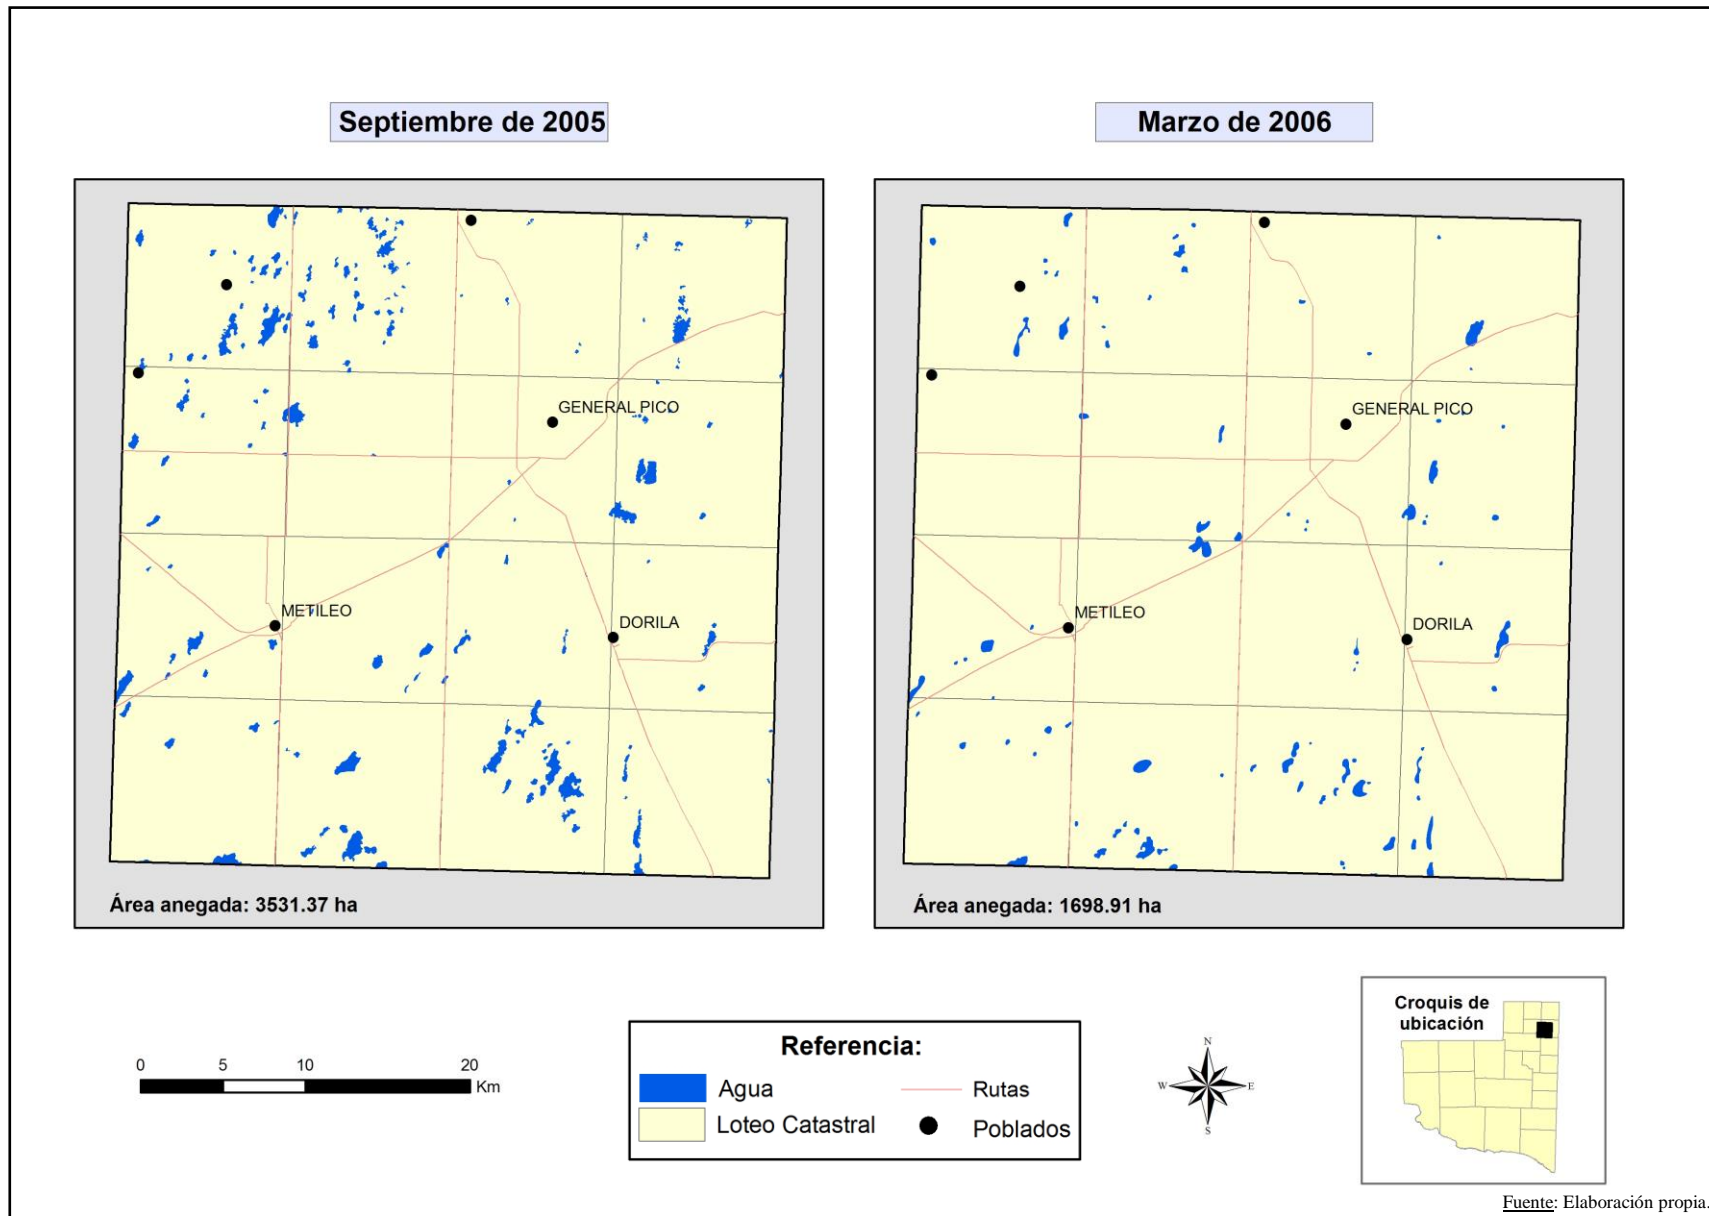 Septiembre de 2005
Marzo de 2006
GENERAL PICO
METILEO
DORILA
Área anegada: 3531.37 ha
GENERAL PICO
METILEO
DORILA
Área anegada: 1698.91 ha
0 5 10 20
Km
Referencia:
Agua
Rutas
Loteo Catastral
Poblados
N
W
E
S
Croquis de
ubicación
Fuente: Elaboración propia.